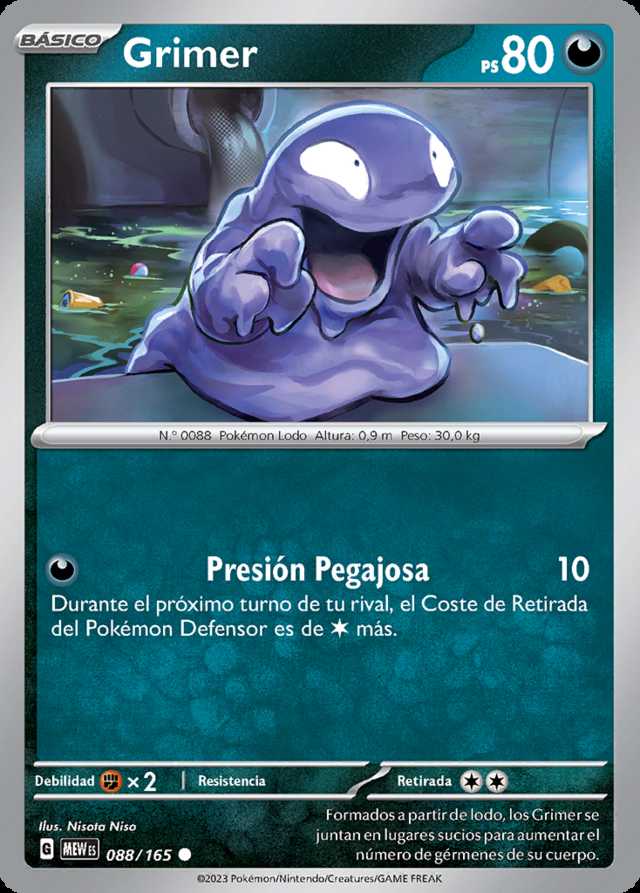 BÁSICO
Grimer
PS 80
N.º 0088 Pokémon Lodo Altura: 0,9 m Peso: 30,0 kg
Presión Pegajosa 10
Durante el próximo turno de tu rival, el Coste de Retirada
del Pokémon Defensor es de más.
Debilidad ×2 Resistencia Retirada
Ilus. Nisota Niso
G MEW ES 088/165
Formados a partir de lodo, los Grimer se
juntan en lugares sucios para aumentar el
número de gérmenes de su cuerpo.
©2023 Pokémon/Nintendo/Creatures/GAME FREAK